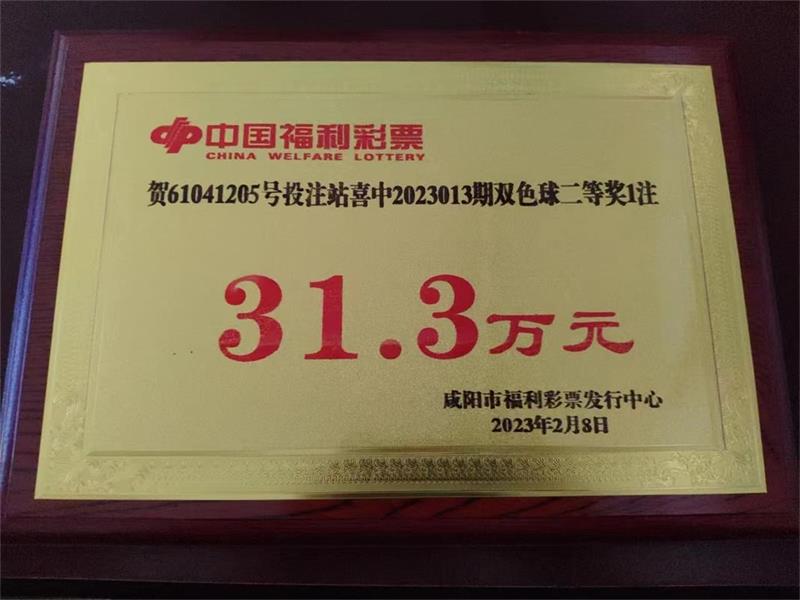 中国福利彩票
CHINA WELFARE LOTTERY
贺61041205号投注站喜中2023013期双色球二等奖1注
31.3万元
咸阳市福利彩票发行中心
2023年2月8日